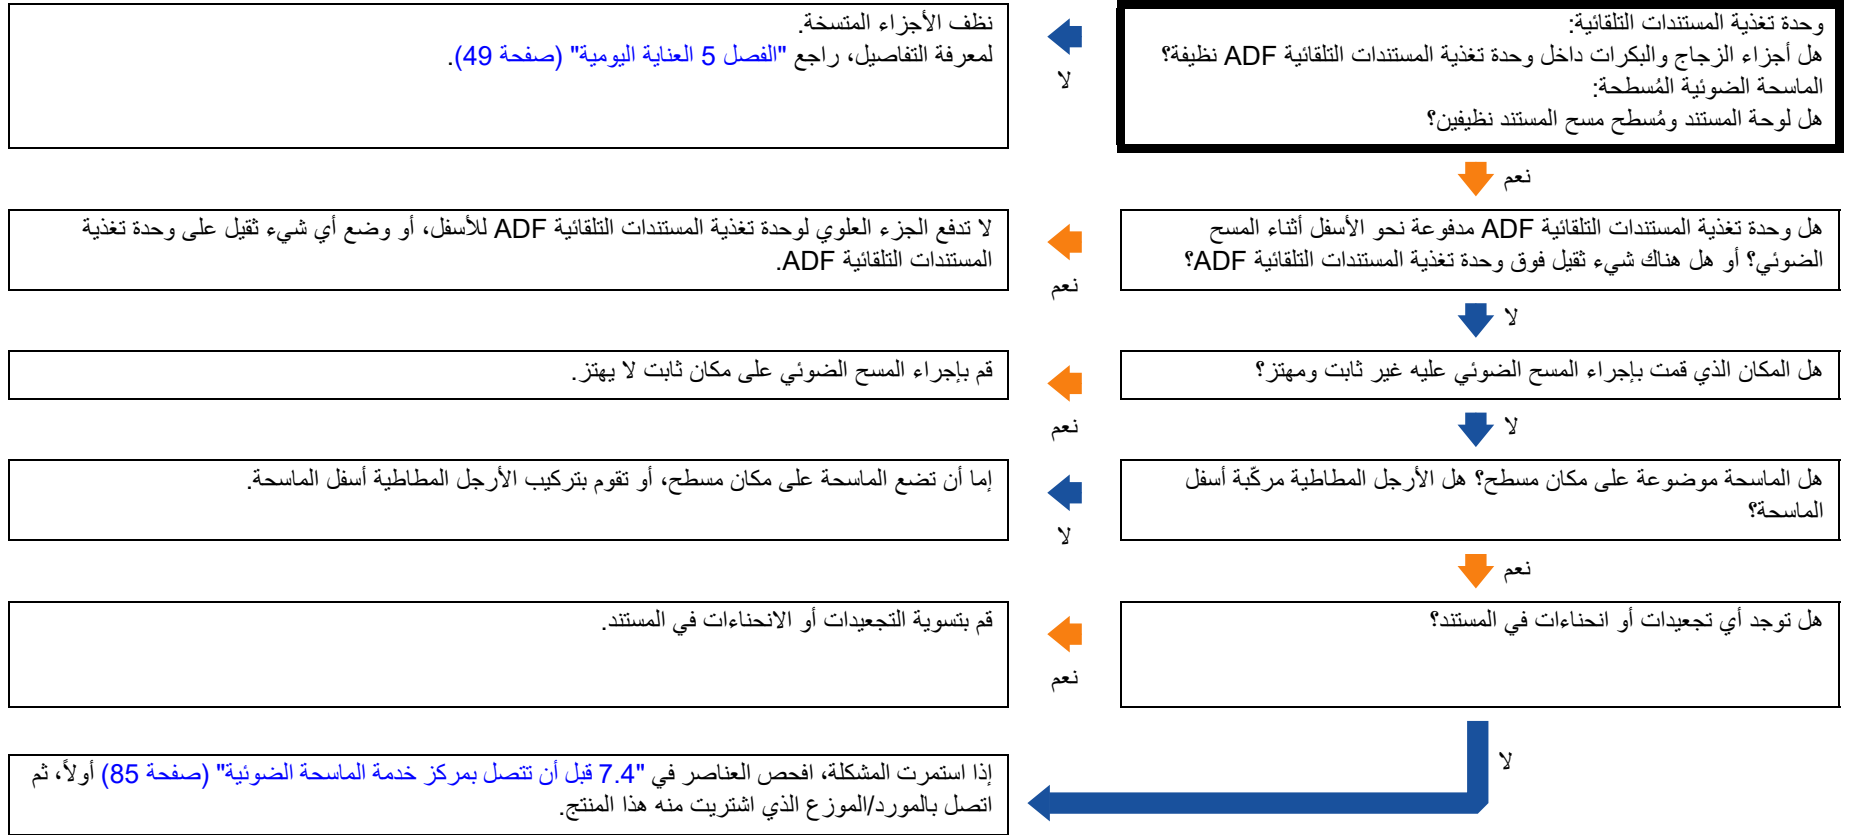 وحدة تغذية المستندات التلقائية:
هل أجزاء الزجاج والبكرات داخل وحدة تغذية المستندات التلقائية ADF نظيفة؟
الماسحة الضوئية المُسطحة:
هل لوحة المستند ومُسطح مسح المستند نظيفين؟
لا
نظف الأجزاء المتسخة.
لمعرفة التفاصيل، راجع "الفصل 5 العناية اليومية" (صفحة 49).
نعم
هل وحدة تغذية المستندات التلقائية ADF مدفوعة نحو الأسفل أثناء المسح
الضوئي؟ أو هل هناك شيء ثقيل فوق وحدة تغذية المستندات التلقائية ADF؟
نعم
لا تدفع الجزء العلوي لوحدة تغذية المستندات التلقائية ADF للأسفل، أو وضع أي شيء ثقيل على وحدة تغذية
المستندات التلقائية ADF.
لا
هل المكان الذي قمت بإجراء المسح الضوئي عليه غير ثابت ومهتز؟
نعم
قم بإجراء المسح الضوئي على مكان ثابت لا يهتز.
لا
هل الماسحة موضوعة على مكان مسطح؟ هل الأرجل المطاطية مركّبة أسفل
الماسحة؟
لا
إما أن تضع الماسحة على مكان مسطح، أو تقوم بتركيب الأرجل المطاطية أسفل الماسحة.
نعم
هل توجد أي تجعيدات أو انحناءات في المستند؟
نعم
قم بتسوية التجعيدات أو الانحناءات في المستند.
لا
إذا استمرت المشكلة، افحص العناصر في "7.4 قبل أن تتصل بمركز خدمة الماسحة الضوئية" (صفحة 85) أولاً، ثم
اتصل بالمورد/الموزع الذي اشتريت منه هذا المنتج.